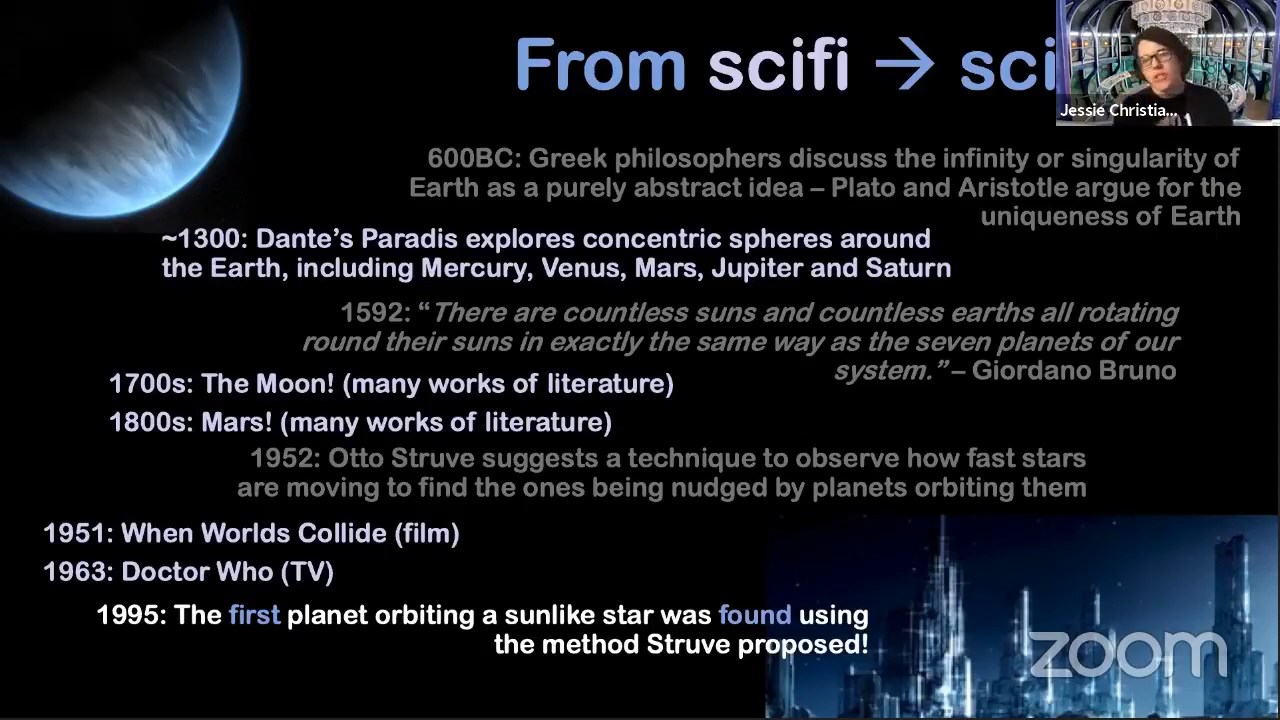 From scifi → sci
Jessie Christia...
600BC: Greek philosophers discuss the infinity or singularity of
Earth as a purely abstract idea – Plato and Aristotle argue for the
uniqueness of Earth
~1300: Dante’s Paradis explores concentric spheres around
the Earth, including Mercury, Venus, Mars, Jupiter and Saturn
1592: “There are countless suns and countless earths all rotating
round their suns in exactly the same way as the seven planets of our
system.” – Giordano Bruno
1700s: The Moon! (many works of literature)
1800s: Mars! (many works of literature)
1952: Otto Struve suggests a technique to observe how fast stars
are moving to find the ones being nudged by planets orbiting them
1951: When Worlds Collide (film)
1963: Doctor Who (TV)
1995: The first planet orbiting a sunlike star was found using
the method Struve proposed!
zoom